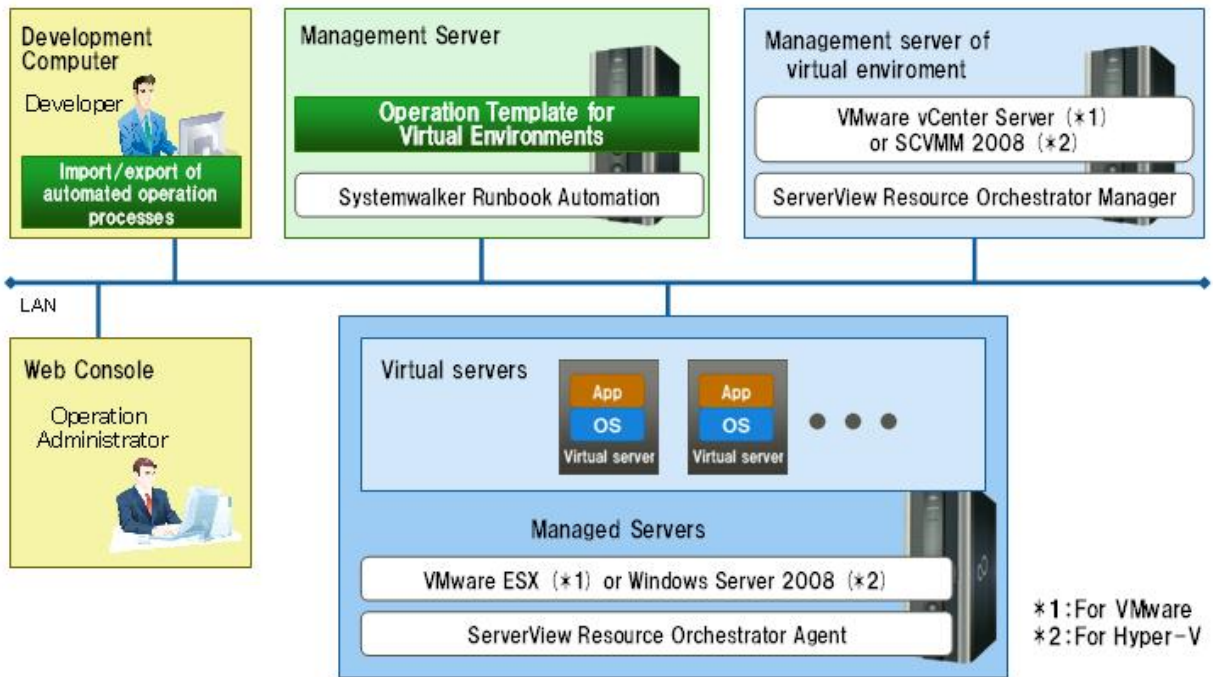 Development
Computer
Developer
Import/export of
automated operation
processes
Management Server
Operation Template for
Virtual Environments
Systemwalker Runbook Automation
Management server of
virtual enviroment
VMware vCenter Server (*1)
or SCVMM 2008 (*2)
ServerView Resource Orchestrator Manager
LAN
Web Console
Operation
Administrator
Virtual servers
App
OS
Virtual server
App
OS
Virtual server
Managed Servers
VMware ESX (*1) or Windows Server 2008 (*2)
ServerView Resource Orchestrator Agent
*1:For VMware
*2:For Hyper-V